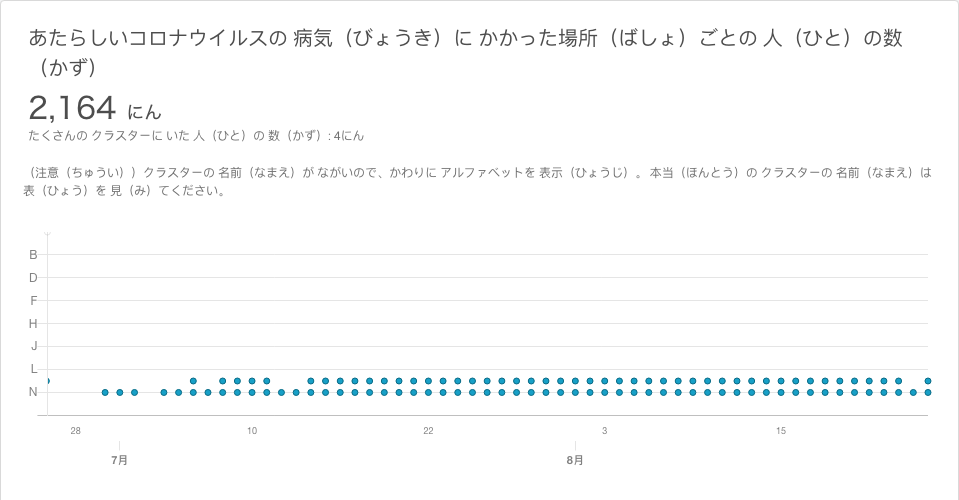 あたらしいコロナウイルスの 病気（びょうき）に かかった場所（ばしょ）ごとの 人（ひと）の数
（かず）
2,164 にん
たくさんの クラスターに いた 人（ひと）の 数（かず）: 4にん
（注意（ちゅうい））クラスターの 名前（なまえ）が ながいので、かわりに アルファベットを 表示（ひょうじ）。本当（ほんとう）の クラスターの 名前（なまえ）は
表（ひょう）を 見（み）てください。
B
D
F
H
J
L
N
28 10 22 3 15
7月 8月